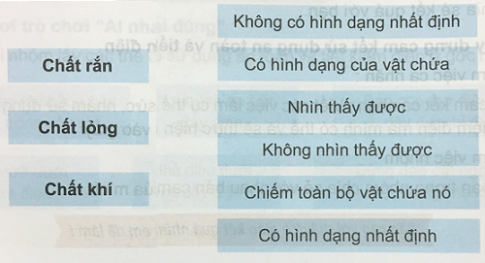 Không có hình dạng nhất định
Chất rắn
Có hình dạng của vật chứa
Nhìn thấy được
Chất lỏng
Không nhìn thấy được
Chất khí
Chiếm toàn bộ vật chứa nó
Có hình dạng nhất định